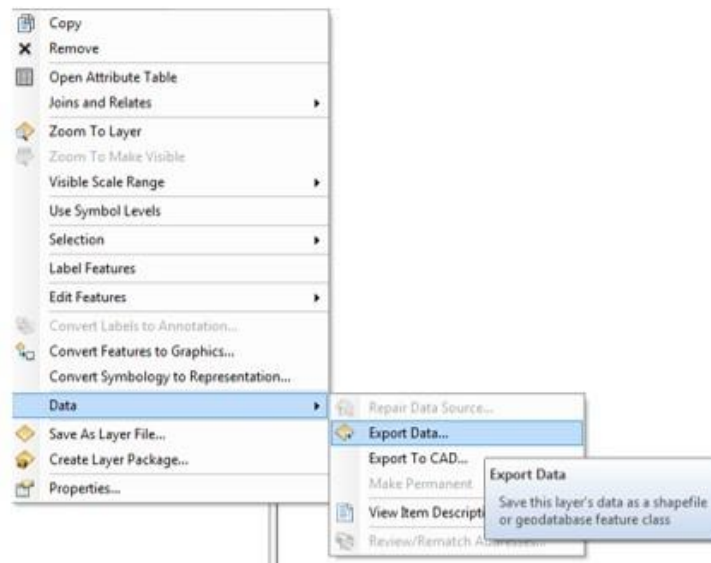 Copy
Remove
Open Attribute Table
Joins and Relates
Zoom To Layer
Zoom To Make Visible
Visible Scale Range
Use Symbol Levels
Selection
Label Features
Edit Features
Convert Labels to Annotation...
Convert Features to Graphics...
Convert Symbology to Representation...
Data
Save As Layer File...
Create Layer Package...
Properties...
Repair Data Source...
Export Data...
Export To CAD...
Make Permanent
View Item Descripti
Review/Rematch Addresses...
Export Data
Save this layer's data as a shapefile
or geodatabase feature class